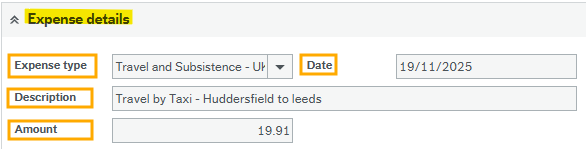 Expense details
Expense type Travel and Subsistence - UK Date 19/11/2025
Description Travel by Taxi - Huddersfield to leeds
Amount 19.91